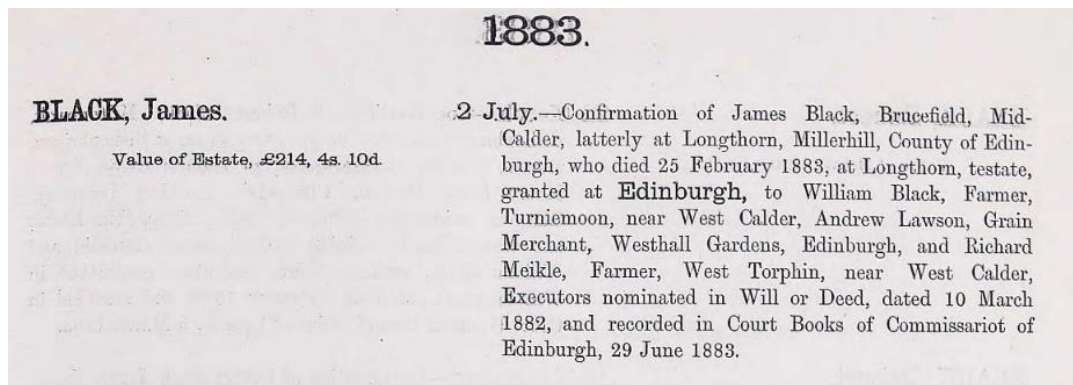 1883.
BLACK, James.
Value of Estate, £214, 4s. 10d.
2 July.—Confirmation of James Black, Brucefield, Mid-
Calder, latterly at Longthorn, Millerhill, County of Edin-
burgh, who died 25 February 1883, at Longthorn, testate,
granted at Edinburgh, to William Black, Farmer,
Turniemoon, near West Calder, Andrew Lawson, Grain
Merchant, Westhall Gardens, Edinburgh, and Richard
Meikle, Farmer, West Torphin, near West Calder,
Executors nominated in Will or Deed, dated 10 March
1882, and recorded in Court Books of Commissariot of
Edinburgh, 29 June 1883.